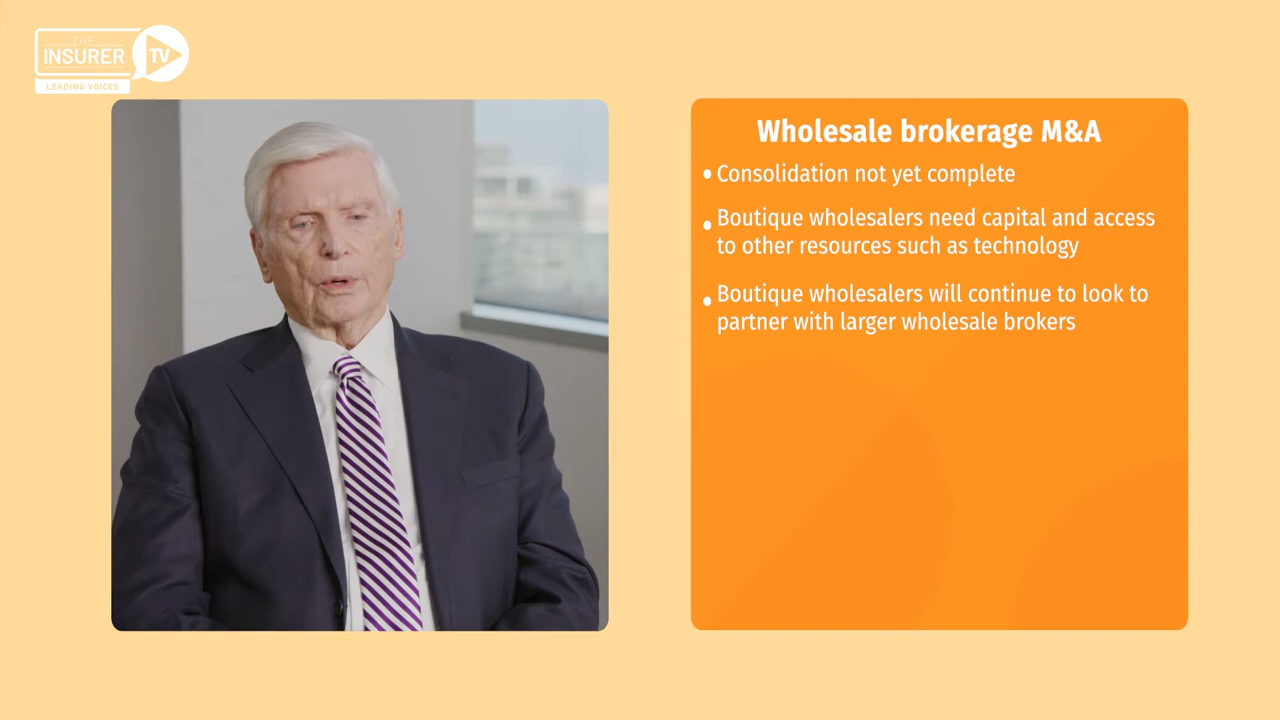 THE
INSURER
TV
LEADING VOICES
Wholesale brokerage M&A
• Consolidation not yet complete
• Boutique wholesalers need capital and access
to other resources such as technology
• Boutique wholesalers will continue to look to
partner with larger wholesale brokers